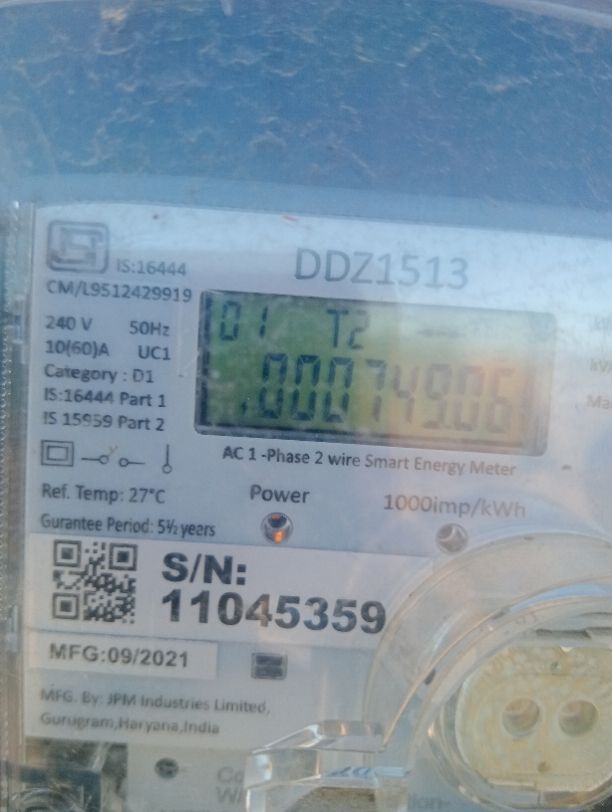 DDZ1513
IS:16444
CM/L9512429919
240 V 50Hz
10(60)A UC1
Category : D1
IS:16444 Part 1
IS 15959 Part 2
01 T2
000749.06
AC 1 -Phase 2 wire Smart Energy Meter
Ref. Temp: 27°C
Power
1000imp/kWh
Gurantee Period: 5½ years
S/N:
11045359
MFG:09/2021
MFG. By: JPM Industries Limited,
Gurugram,Haryana,India